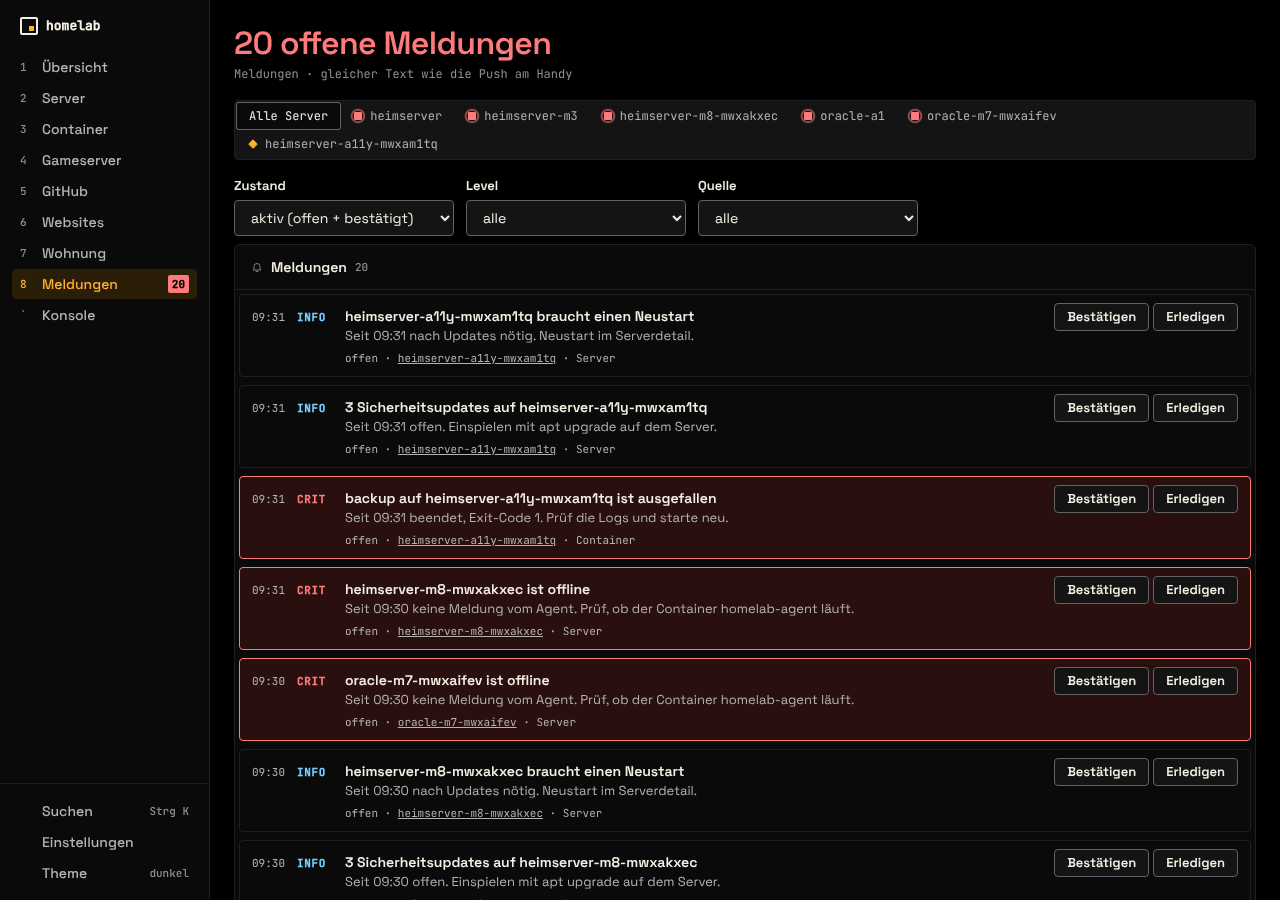 homelab
1 Übersicht
2 Server
3 Container
4 Gameserver
5 GitHub
6 Websites
7 Wohnung
8 Meldungen 20
` Konsole
Suchen Strg K
Einstellungen
Theme dunkel
20 offene Meldungen
Meldungen · gleicher Text wie die Push am Handy
Alle Server heimserver heimserver-m3 heimserver-m8-mwxakxec oracle-a1 oracle-m7-mwxaifev
heimserver-a11y-mwxam1tq
Zustand Level Quelle
aktiv (offen + bestätigt) alle alle
Meldungen 20
09:31 INFO heimserver-a11y-mwxam1tq braucht einen Neustart Bestätigen Erledigen
Seit 09:31 nach Updates nötig. Neustart im Serverdetail.
offen · heimserver-a11y-mwxam1tq · Server
09:31 INFO 3 Sicherheitsupdates auf heimserver-a11y-mwxam1tq Bestätigen Erledigen
Seit 09:31 offen. Einspielen mit apt upgrade auf dem Server.
offen · heimserver-a11y-mwxam1tq · Server
09:31 CRIT backup auf heimserver-a11y-mwxam1tq ist ausgefallen Bestätigen Erledigen
Seit 09:31 beendet, Exit-Code 1. Prüf die Logs und starte neu.
offen · heimserver-a11y-mwxam1tq · Container
09:31 CRIT heimserver-m8-mwxakxec ist offline Bestätigen Erledigen
Seit 09:30 keine Meldung vom Agent. Prüf, ob der Container homelab-agent läuft.
offen · heimserver-m8-mwxakxec · Server
09:30 CRIT oracle-m7-mwxaifev ist offline Bestätigen Erledigen
Seit 09:30 keine Meldung vom Agent. Prüf, ob der Container homelab-agent läuft.
offen · oracle-m7-mwxaifev · Server
09:30 INFO heimserver-m8-mwxakxec braucht einen Neustart Bestätigen Erledigen
Seit 09:30 nach Updates nötig. Neustart im Serverdetail.
offen · heimserver-m8-mwxakxec · Server
09:30 INFO 3 Sicherheitsupdates auf heimserver-m8-mwxakxec Bestätigen Erledigen
Seit 09:30 offen. Einspielen mit apt upgrade auf dem Server.